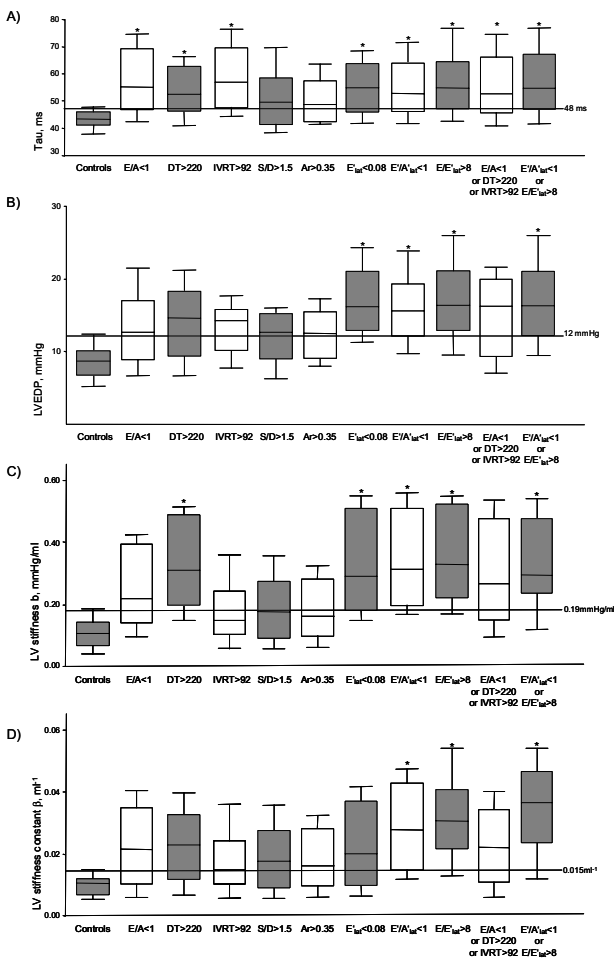 A)
80
70
60
50
40
30
Tau, ms
* * * * * * * *
48 ms
Controls E/A<1 DT>220 IVRT>92 S/D>1.5 Ar>0.35 E'lat<0.08 E'/A'lat<1 E/E'lat>8 E/A<1 E'/A'lat<1
or DT>220 or
or IVRT>92 E/E'lat>8
B)
30
20
10
LVEDP, mmHg
* * * *
12 mmHg
Controls E/A<1 DT>220 IVRT>92 S/D>1.5 Ar>0.35 E'lat<0.08 E'/A'lat<1 E/E'lat>8 E/A<1 E'/A'lat<1
or DT>220 or
or IVRT>92 E/E'lat>8
C)
0.60
0.40
0.20
0.00
LV stiffness b, mmHg/ml
* * * * *
0.19mmHg/ml
Controls E/A<1 DT>220 IVRT>92 S/D>1.5 Ar>0.35 E'lat<0.08 E'/A'lat<1 E/E'lat>8 E/A<1 E'/A'lat<1
or DT>220 or
or IVRT>92 E/E'lat>8
D)
0.06
0.04
0.02
0.00
LV stiffness constant β, ml-1
* * *
0.015ml-1
Controls E/A<1 DT>220 IVRT>92 S/D>1.5 Ar>0.35 E'lat<0.08 E'/A'lat<1 E/E'lat>8 E/A<1 E'/A'lat<1
or DT>220 or
or IVRT>92 E/E'lat>8